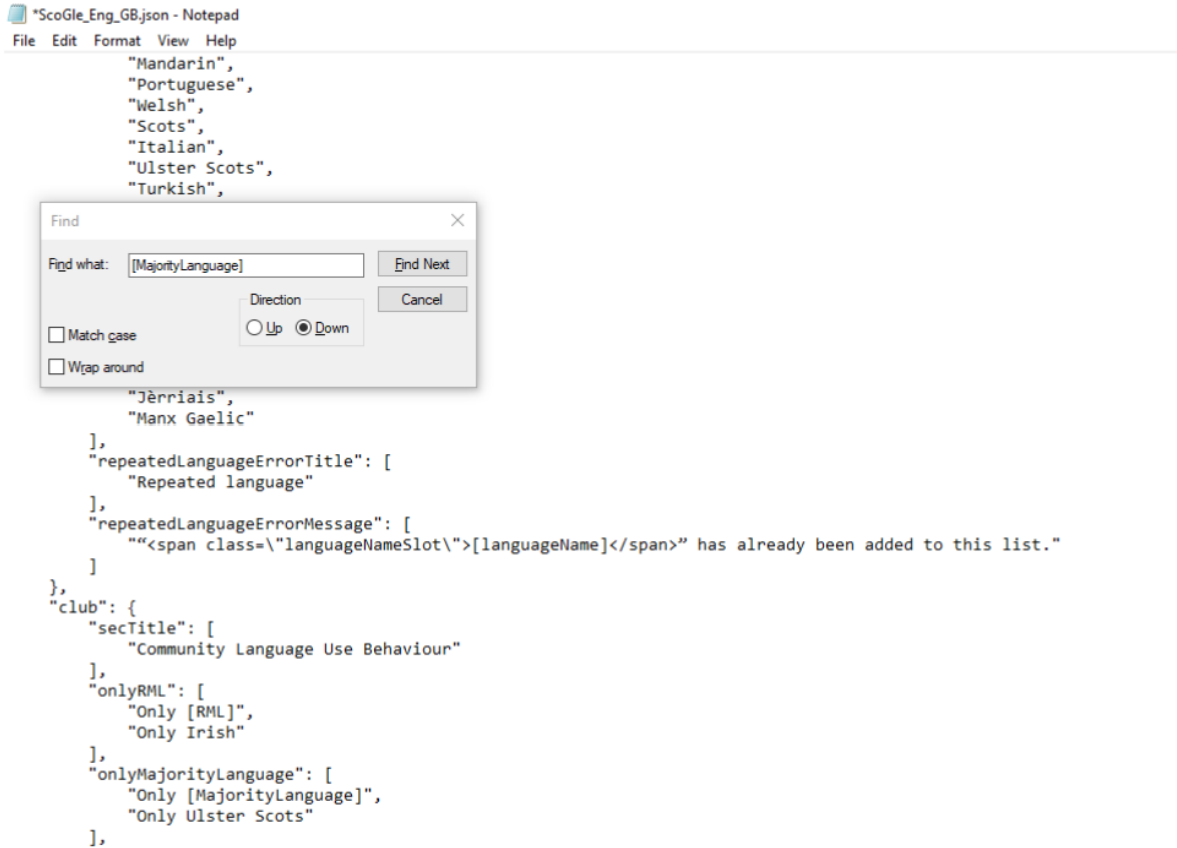 *ScoGle_Eng_GB.json - Notepad
File Edit Format View Help
"Mandarin",
"Portuguese",
"Welsh",
"Scots",
"Italian",
"Ulster Scots",
"Turkish",
Find
Find what: [MajorityLanguage] Find Next
Direction Cancel
Up Down
Match case
Wrap around
"Jèrriais",
"Manx Gaelic"
],
"repeatedLanguageErrorTitle": [
"Repeated language"
],
"repeatedLanguageErrorMessage": [
"“<span class=\"languageNameSlot\">[languageName]</span>” has already been added to this list."
]
},
"club": {
"secTitle": [
"Community Language Use Behaviour"
],
"onlyRML": [
"Only [RML]",
"Only Irish"
],
"onlyMajorityLanguage": [
"Only [MajorityLanguage]",
"Only Ulster Scots"
],